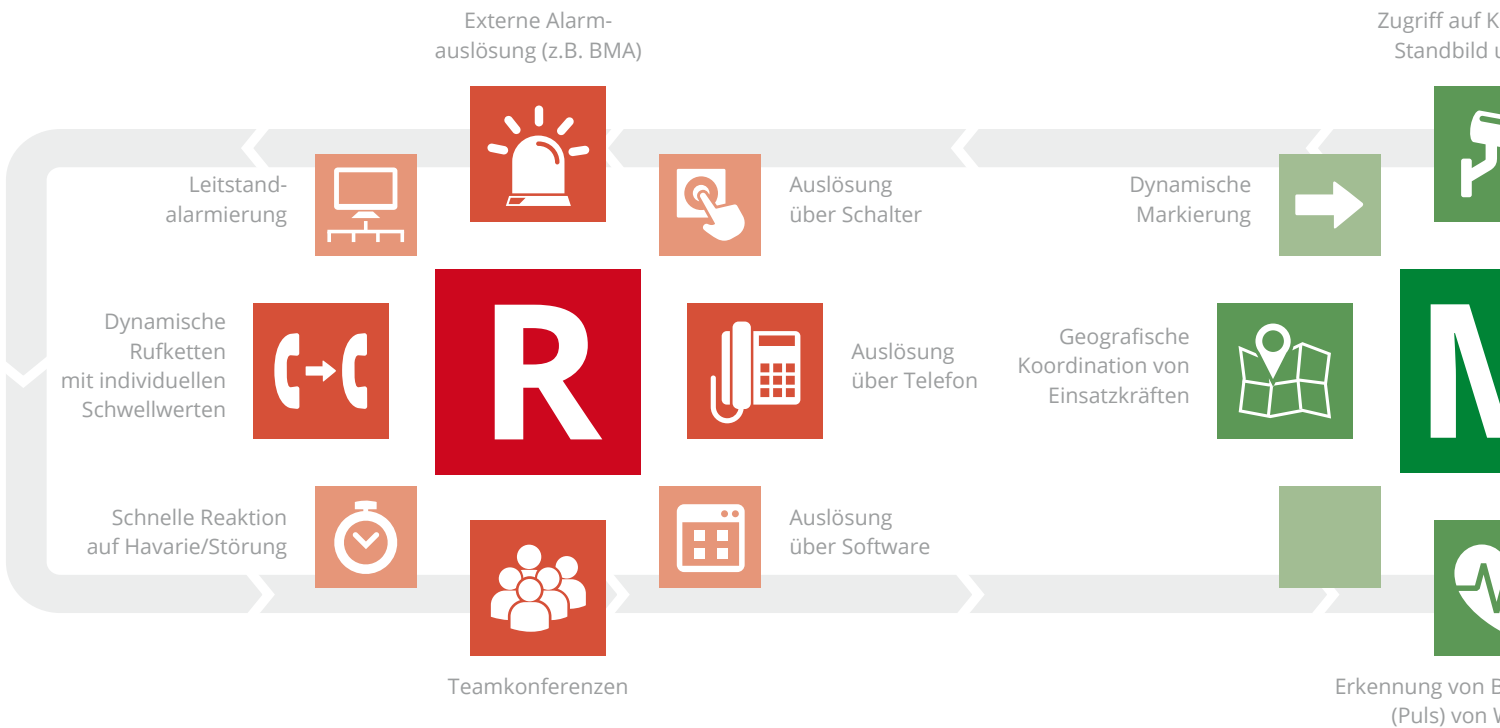 Externe Alarm-
auslösung (z.B. BMA)
Leitstand-
alarmierung
Auslösung
über Schalter
Dynamische
Rufketten
mit individuellen
Schwellwerten
R
Auslösung
über Telefon
Schnelle Reaktion
auf Havarie/Störung
Auslösung
über Software
Teamkonferenzen
Zugriff auf K
Standbild u
Dynamische
Markierung
Geografische
Koordination von
Einsatzkräften
Erkennung von B
(Puls) von